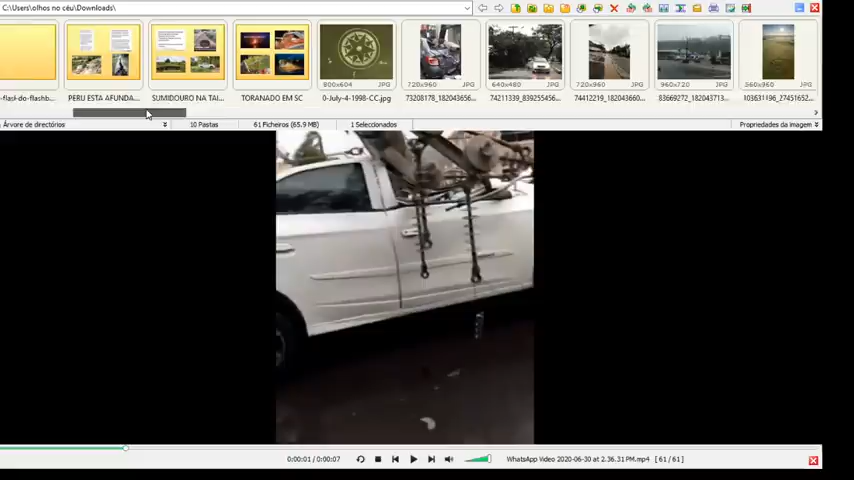 C:\Users\olhos no céu\Downloads\
800x604 JPG
720x960 JPG
640x480 JPG
720x960 JPG
960x720 JPG
360x360 JPG
-flasl-do-flashb...
PERU ESTA AFUNDA...
SUMIDOURO NA TAI...
TORANADO EM SC
0-July-4-1998-CC.jpg
73208178_182043656...
74211339_839255456...
74412219_182043660...
83669272_182043713...
103631196_27451652...
Árvore de directórios
10 Pastas
61 Ficheiros (65.9 MB)
1 Seleccionados
Propriedades da imagem
0:00:01 / 0:00:07
WhatsApp Video 2020-06-30 at 2.36.31 PM.mp4 [ 61 / 61 ]